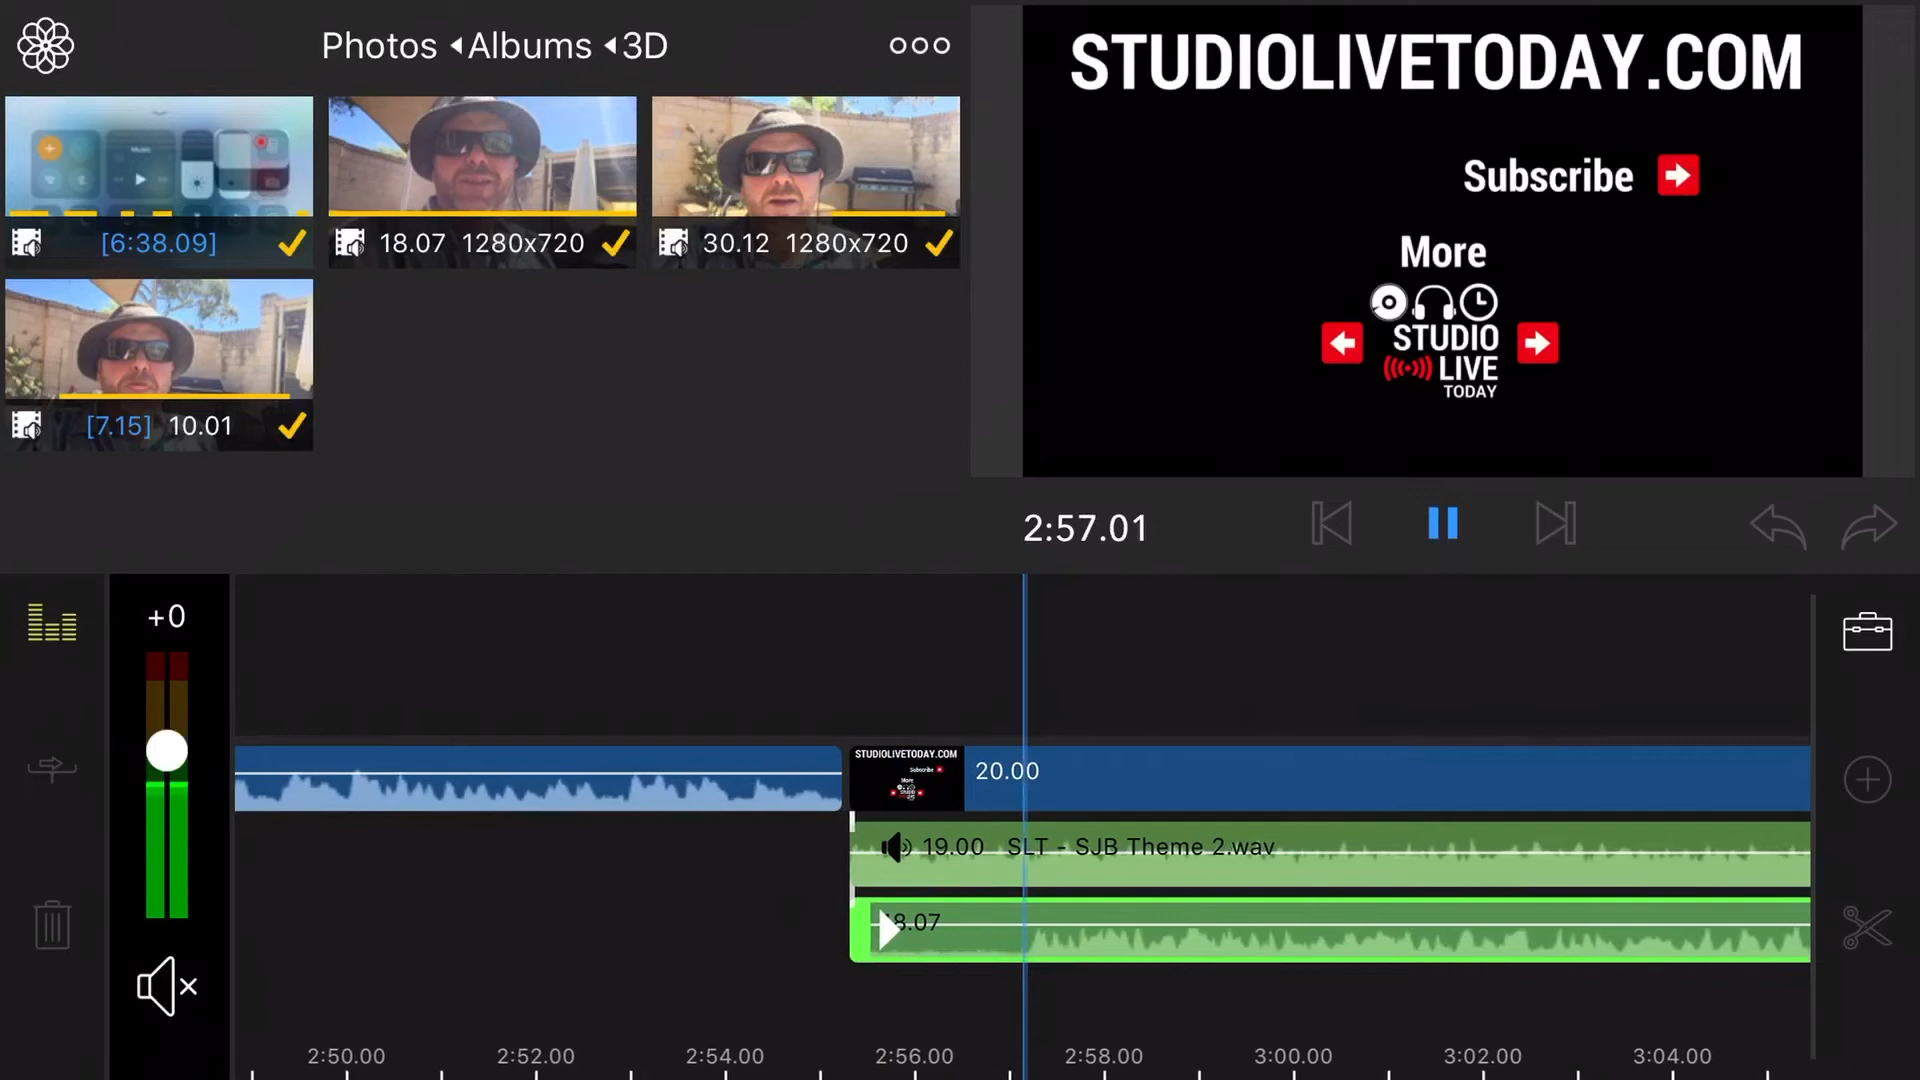 Photos Albums 3D
[6:38.09]
18.07 1280x720
30.12 1280x720
[7.15] 10.01
STUDIOLIVETODAY.COM
Subscribe
More
STUDIO
LIVE
TODAY
2:57.01
+0
STUDIOLIVETODAY.COM
Subscribe
More
20.00
19.00 SLT - SJB Theme 2.wav
8.07
2:50.00 2:52.00 2:54.00 2:56.00 2:58.00 3:00.00 3:02.00 3:04.00